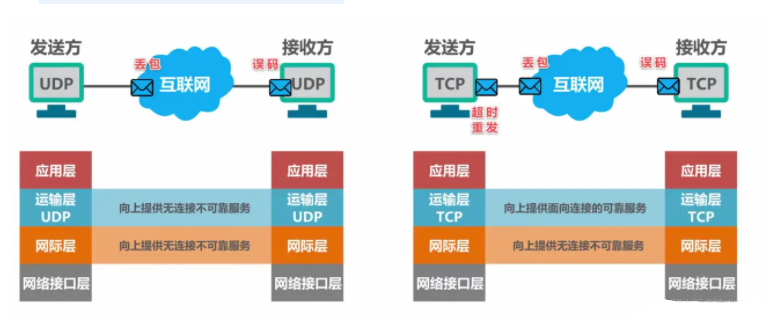 发送方
接收方
丢包
误码
UDP
互联网
UDP
应用层
应用层
运输层
UDP
向上提供无连接不可靠服务
运输层
UDP
网际层
向上提供无连接不可靠服务
网际层
网络接口层
网络接口层
发送方
接收方
丢包
误码
TCP
互联网
TCP
超时
重发
应用层
应用层
运输层
TCP
向上提供面向连接的可靠服务
运输层
TCP
网际层
向上提供无连接不可靠服务
网际层
网络接口层
网络接口层